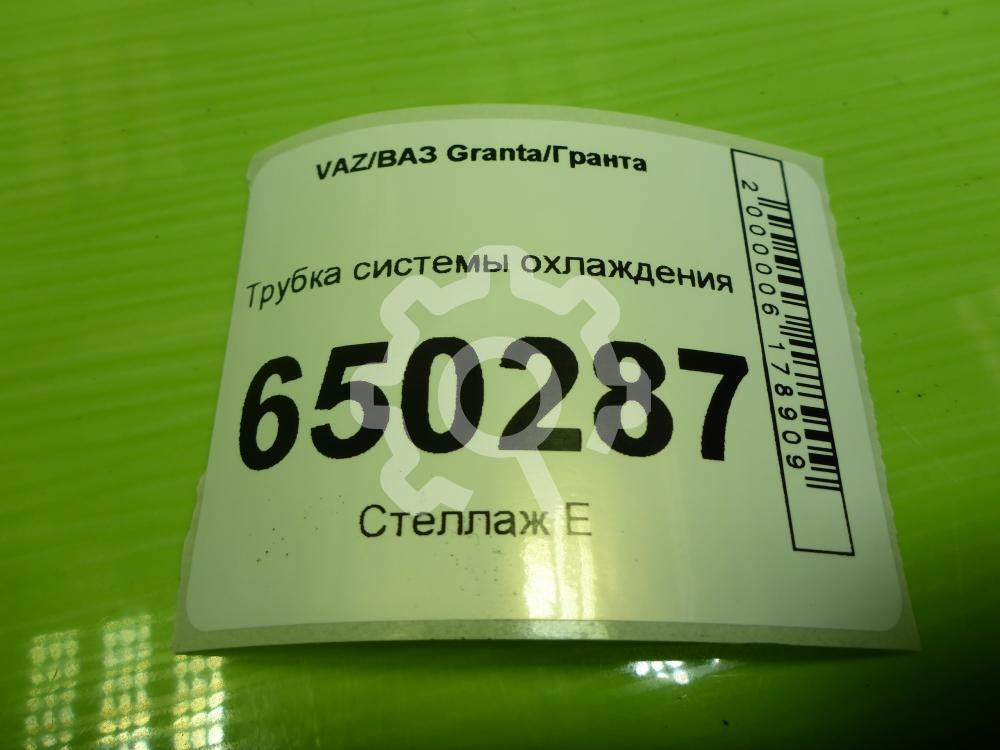 VAZ/ВАЗ Granta/Гранта
Трубка системы охлаждения
650287
Стеллаж E
2000006178909